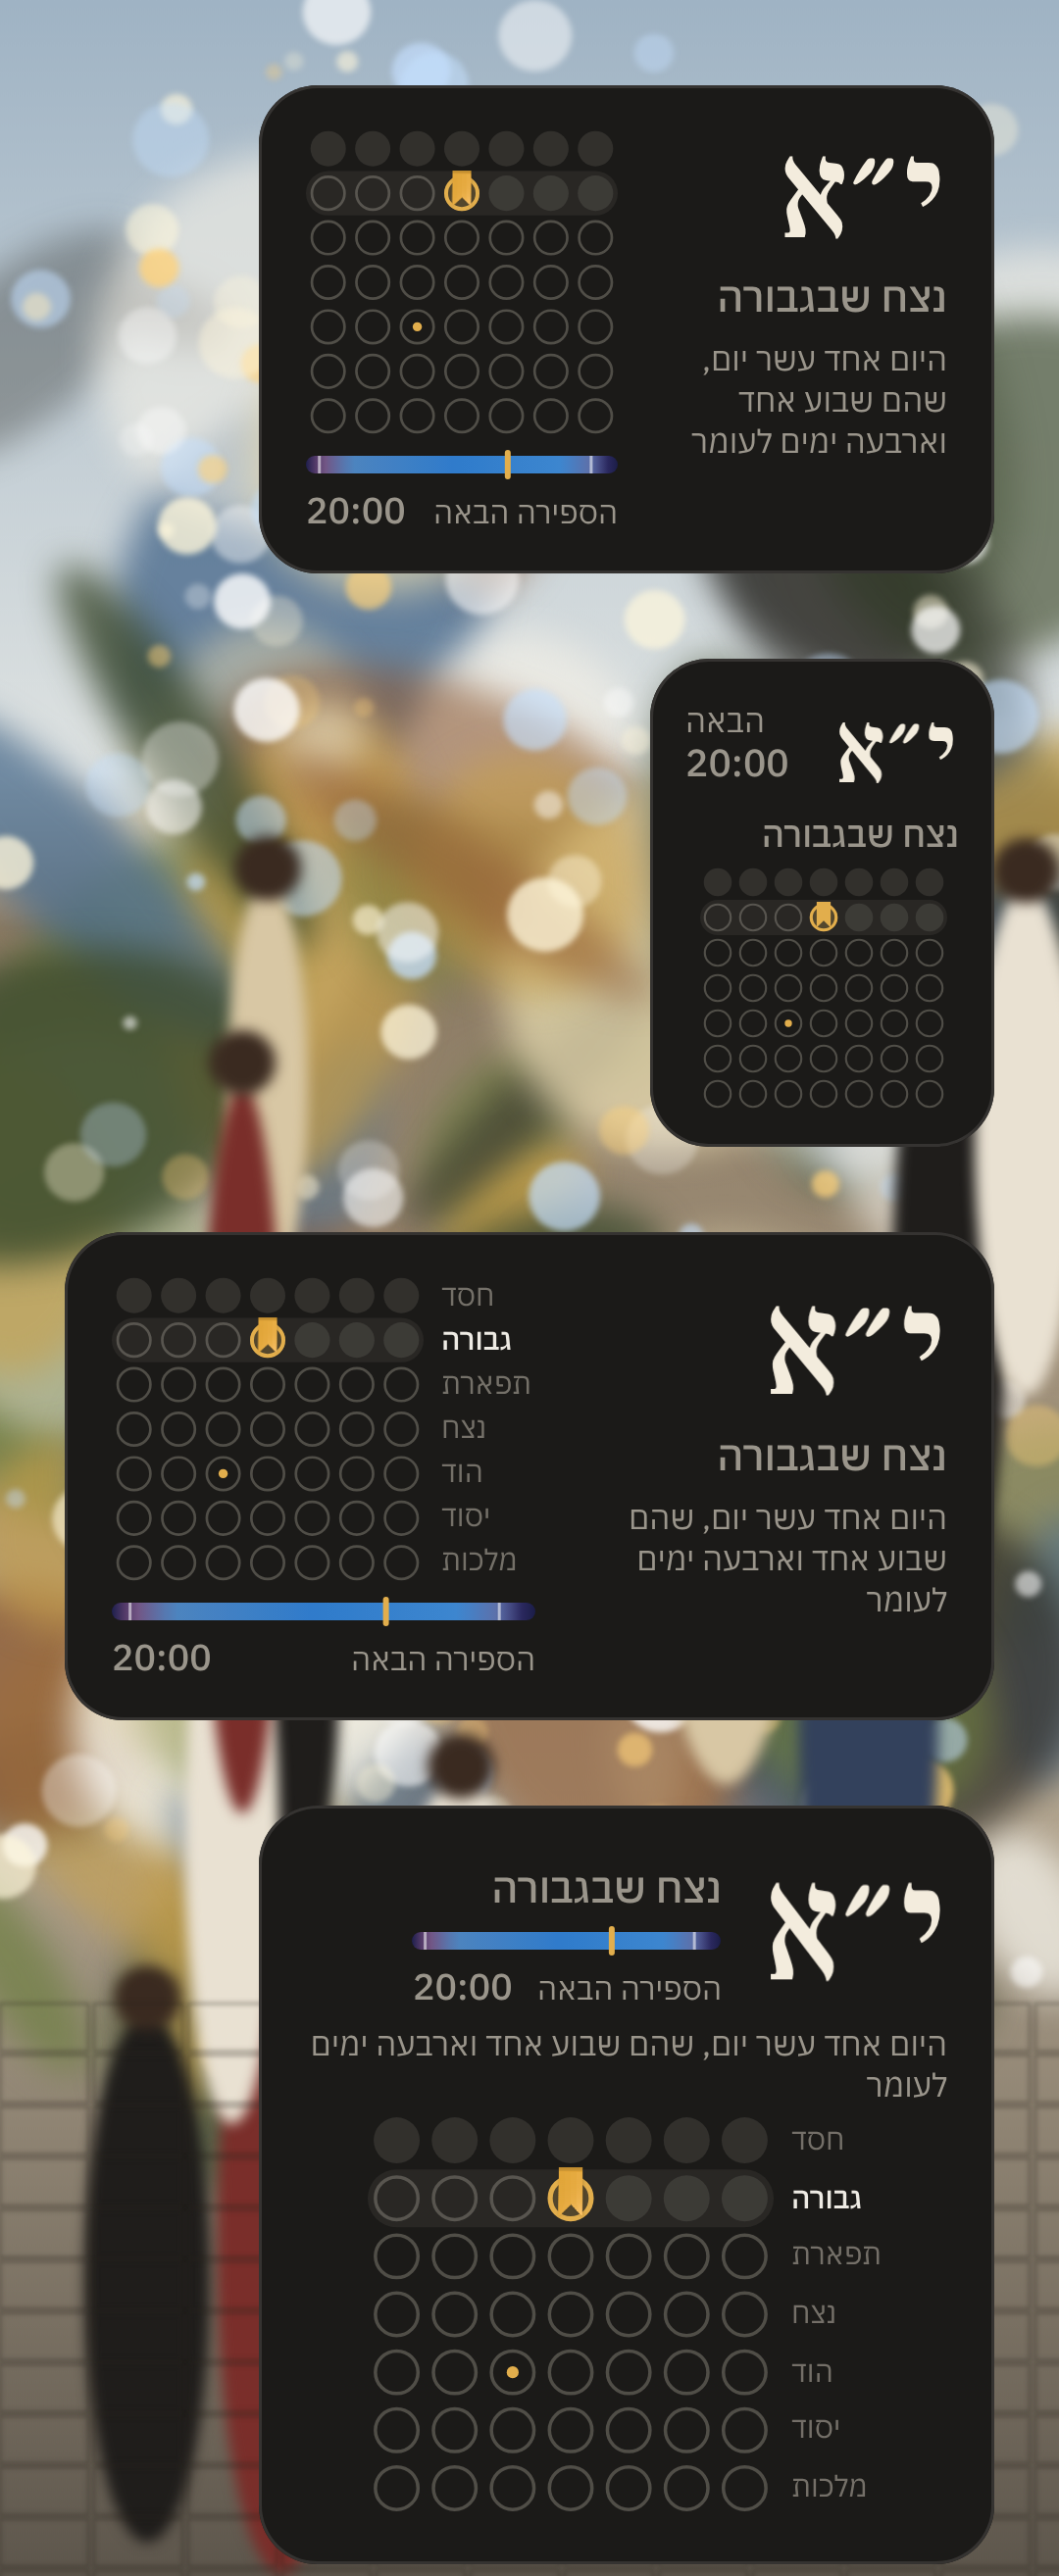 י״א
נצח שבגבורה
היום אחד עשר יום,
שהם שבוע אחד
וארבעה ימים לעומר
הספירה הבאה 20:00
י״א
הבאה
20:00
נצח שבגבורה
י״א
נצח שבגבורה
היום אחד עשר יום, שהם
שבוע אחד וארבעה ימים
לעומר
חסד
גבורה
תפארת
נצח
הוד
יסוד
מלכות
הספירה הבאה 20:00
י״א
נצח שבגבורה
הספירה הבאה 20:00
היום אחד עשר יום, שהם שבוע אחד וארבעה ימים
לעומר
חסד
גבורה
תפארת
נצח
הוד
יסוד
מלכות